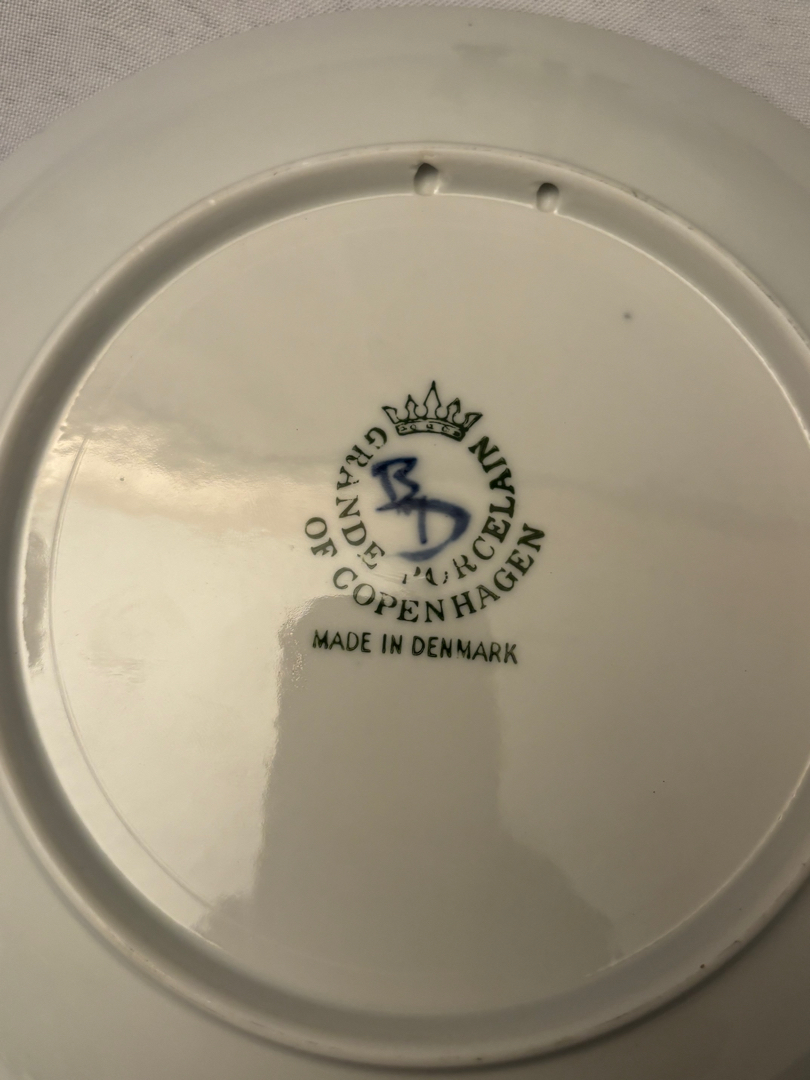 GRANDE PORCELAIN
OF COPENHAGEN
BD
MADE IN DENMARK